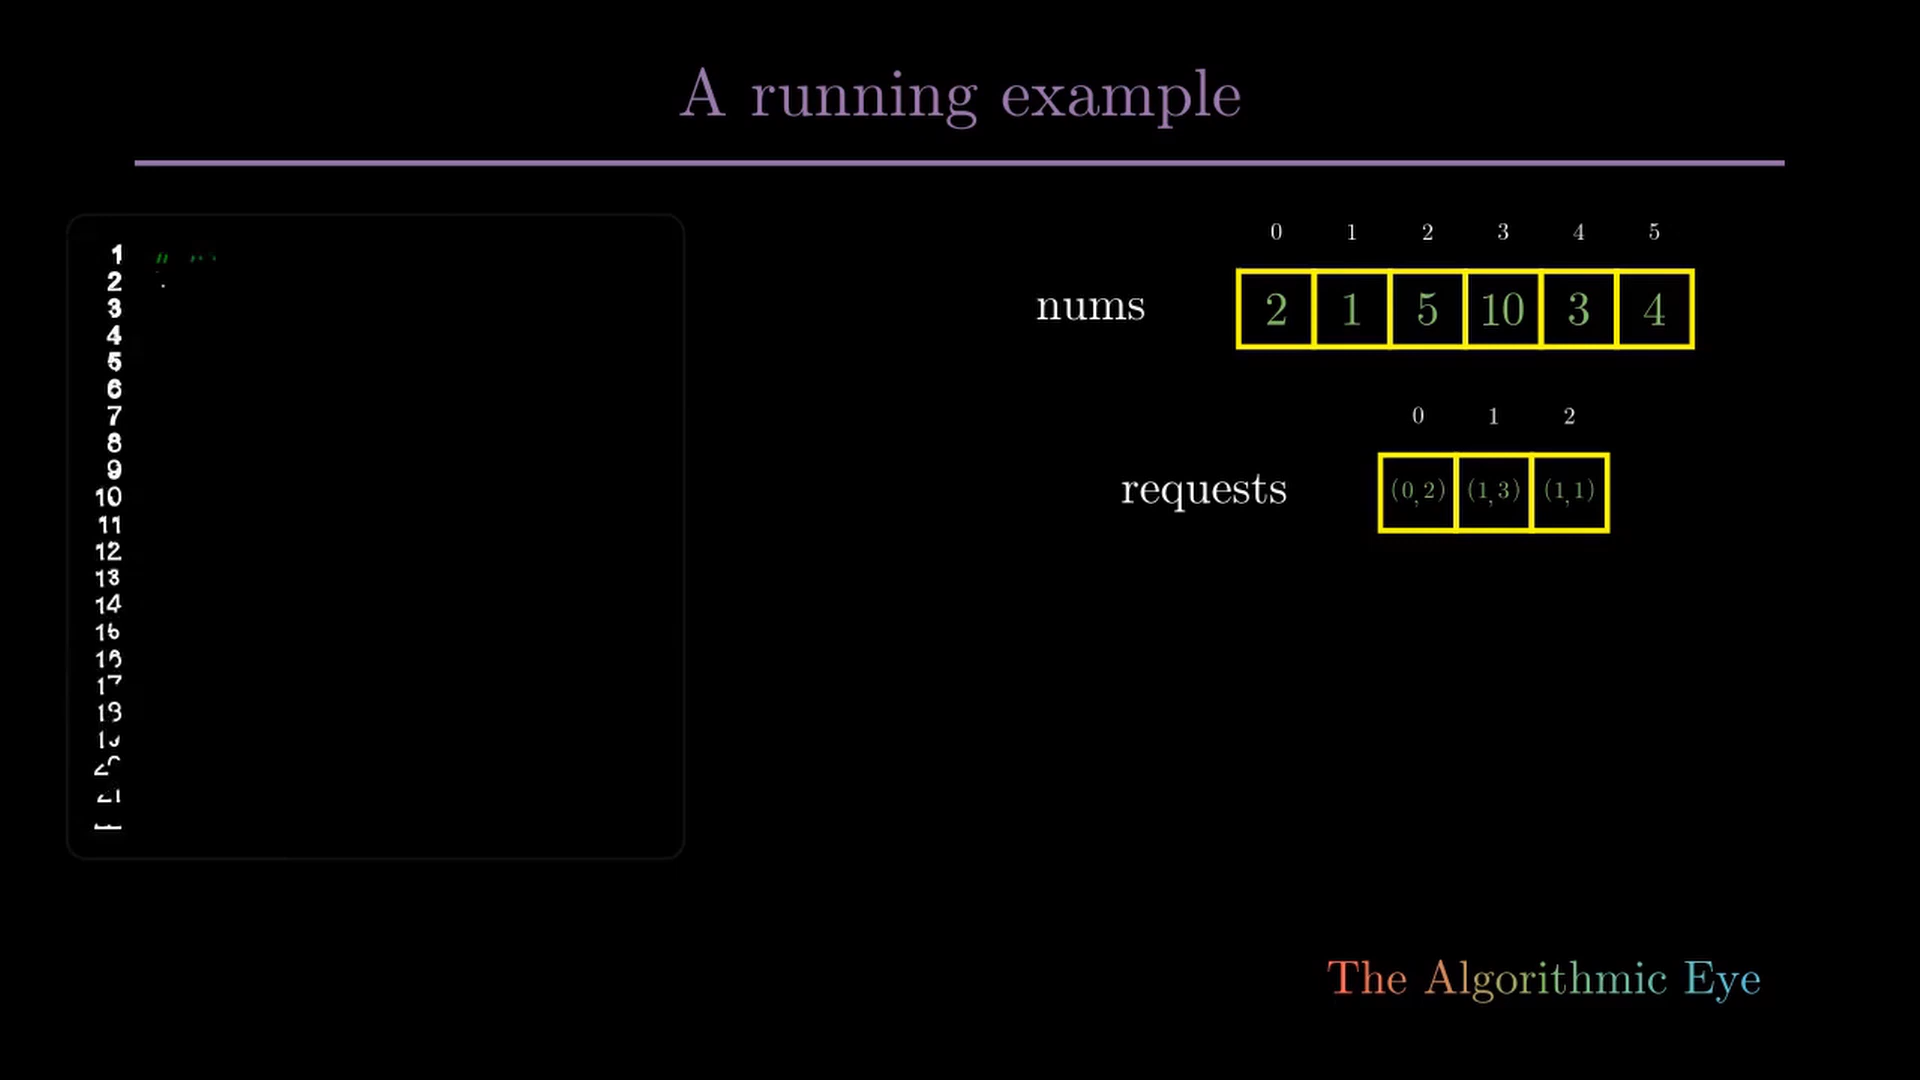 A running example
1
2
3
4
5
6
7
8
9
10
11
12
13
14
0 1 2 3 4 5
nums 2 1 5 10 3 4
0 1 2
requests (0, 2) (1, 3) (1, 1)
The Algorithmic Eye